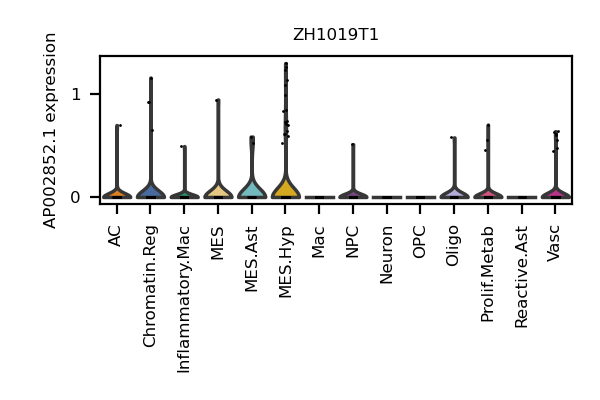 ZH1019T1
AP002852.1 expression
1
0
AC
Chromatin.Reg
Inflammatory.Mac
MES
MES.Ast
MES.Hyp
Mac
NPC
Neuron
OPC
Oligo
Prolif.Metab
Reactive.Ast
Vasc